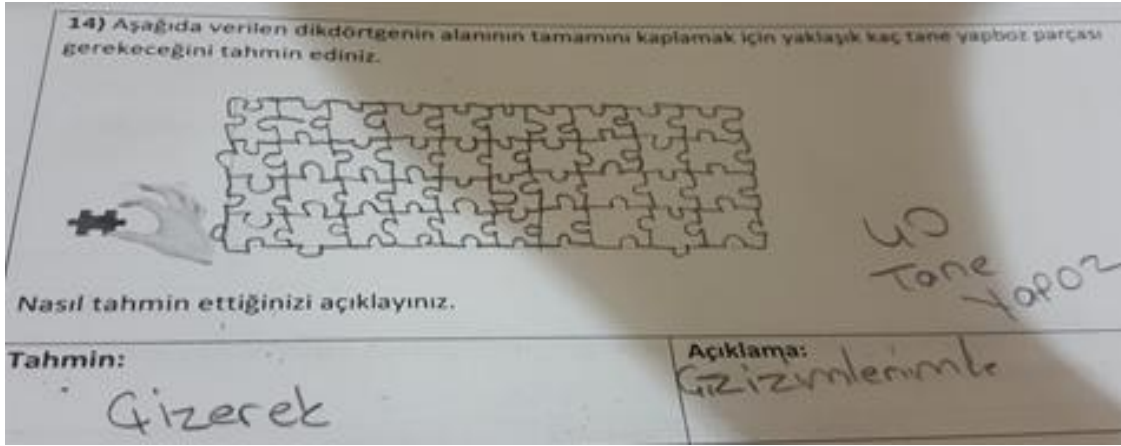 14) Aşağıda verilen dikdörtgenin alanının tamamını kaplamak için yaklaşık kaç tane yapboz parçası
gerekeceğini tahmin ediniz.
40
Tane
Yapoz
Nasıl tahmin ettiğinizi açıklayınız.
Tahmin:
Çizerek
Açıklama:
Çizizmlerimle